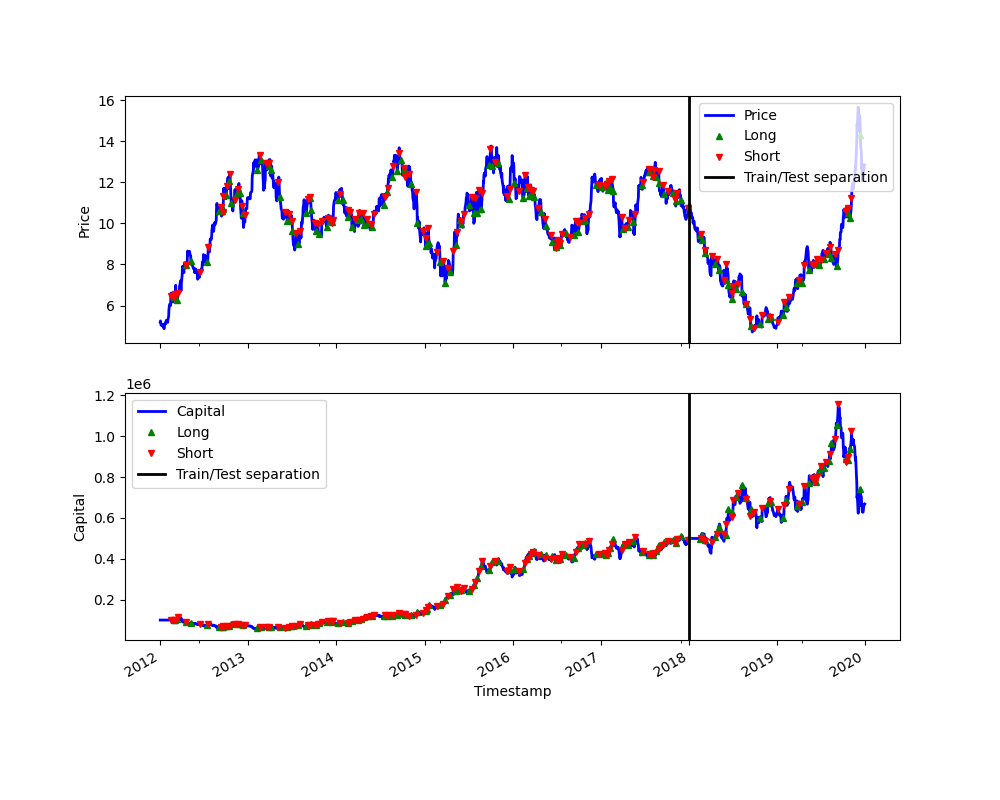 16
14
12
10
8
6
Price
Price
Long
Short
Train/Test separation
1e6
1.2
1.0
0.8
0.6
0.4
0.2
Capital
Capital
Long
Short
Train/Test separation
2012
2013
2014
2015
2016
2017
2018
2019
2020
Timestamp